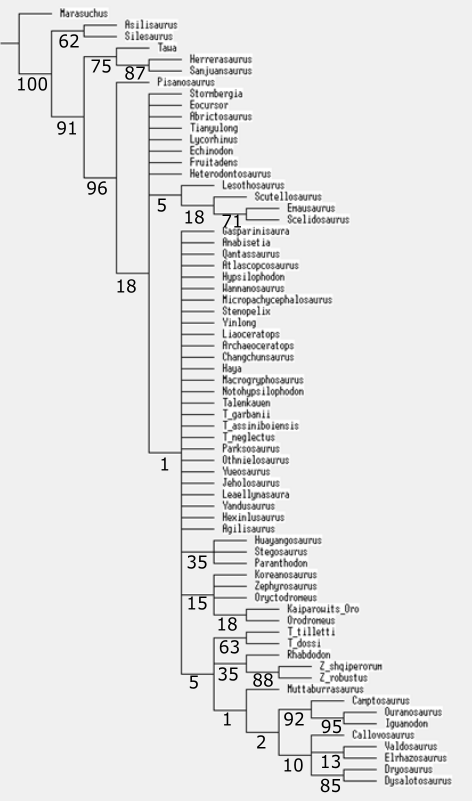 Marasuchus
Asilisaurus
62
Silesaurus
Tawa
75
Herrerasaurus
87
Sanjuansaurus
100
Pisanosaurus
Stormbergia
Eocursor
Abrictosaurus
91
Tianyulong
Lycorhinus
Echinodon
Fruitadens
Heterodontosaurus
96
Lesothosaurus
5
Scutellosaurus
18
Emausaurus
71
Scelidosaurus
Gasparinisaura
Anabisetia
Qantassaurus
Atlascopcosaurus
Hypsilophodon
18
Wannanosaurus
Micropachycephalosaurus
Stenopelix
Yinlong
Liaoceratops
Archaeoceratops
Changchunsaurus
Haya
Macrogryphosaurus
Notohypsilophodon
Talenkauen
T_garbanii
T_assiniboiensis
T_neglectus
Parksosaurus
1
Othnielosaurus
Yueosaurus
Jeholosaurus
Leaellynasaura
Yandusaurus
Hexinlusaurus
Agilisaurus
Huayangosaurus
Stegosaurus
35
Paranthodon
Koreanosaurus
Zephyrosaurus
15
Oryctodromeus
Kaiparowits_Oro
18
Orodromeus
T_tilletti
63
T_dossi
Rhabdodon
35
Z_shqiperorum
88
Z_robustus
5
Muttaburrasaurus
Camptosaurus
92
Ouranosaurus
1
95
Iguanodon
Callovosaurus
2
Valdosaurus
10
13
Elrhazosaurus
Dryosaurus
85
Dysalotosaurus